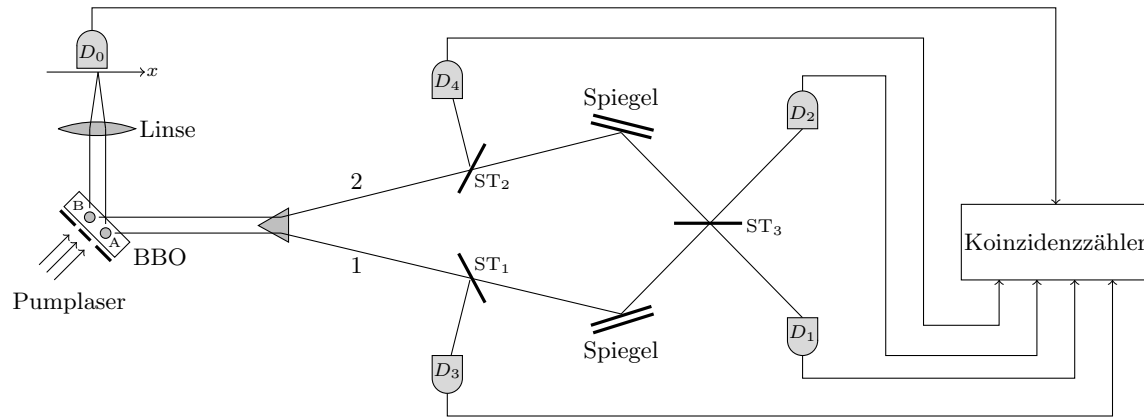 D₀
x
Linse
B
A
BBO
Pumplaser
2
1
D₄
ST₂
ST₁
D₃
Spiegel
Spiegel
D₂
ST₃
D₁
Koinzidenzzähler